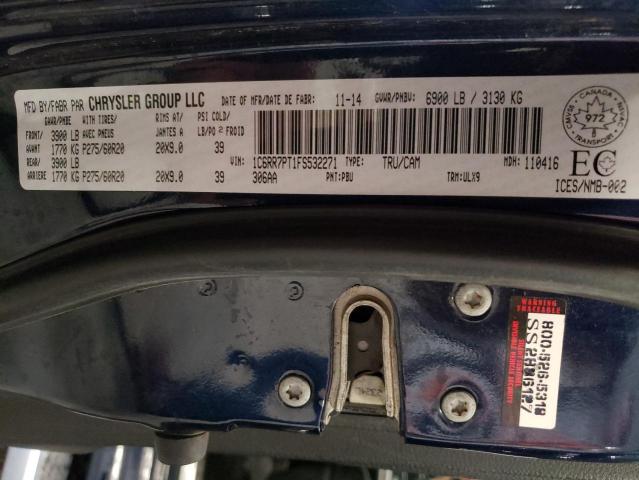 MFD BY/FABR PAR CHRYSLER GROUP LLC DATE OF MFR/DATE DE FABR: 11-14 GVWR/PNBV: 6900 LB / 3130 KG
GAWR/PNBE WITH TIRES/ RIMS AT/ PSI COLD/
FRONT/ 3900 LB AVEC PNEUS JANTES A LB/PO 2 FROID
AVANT 1770 KG P275/60R20 20X9.0 39
REAR/ 3900 LB VIN: 1C6RR7PT1FS532271 TYPE: TRU/CAM MDH: 110416
ARRIERE 1770 KG P275/60R20 20X9.0 39 306AA PNT: PBU TRM: ULX9
CANADA
CMVSS NSVAC
972
8
TRANSPORT
EC
ICES/NMB-002
WARNING
TRACEABLE
800-526-531